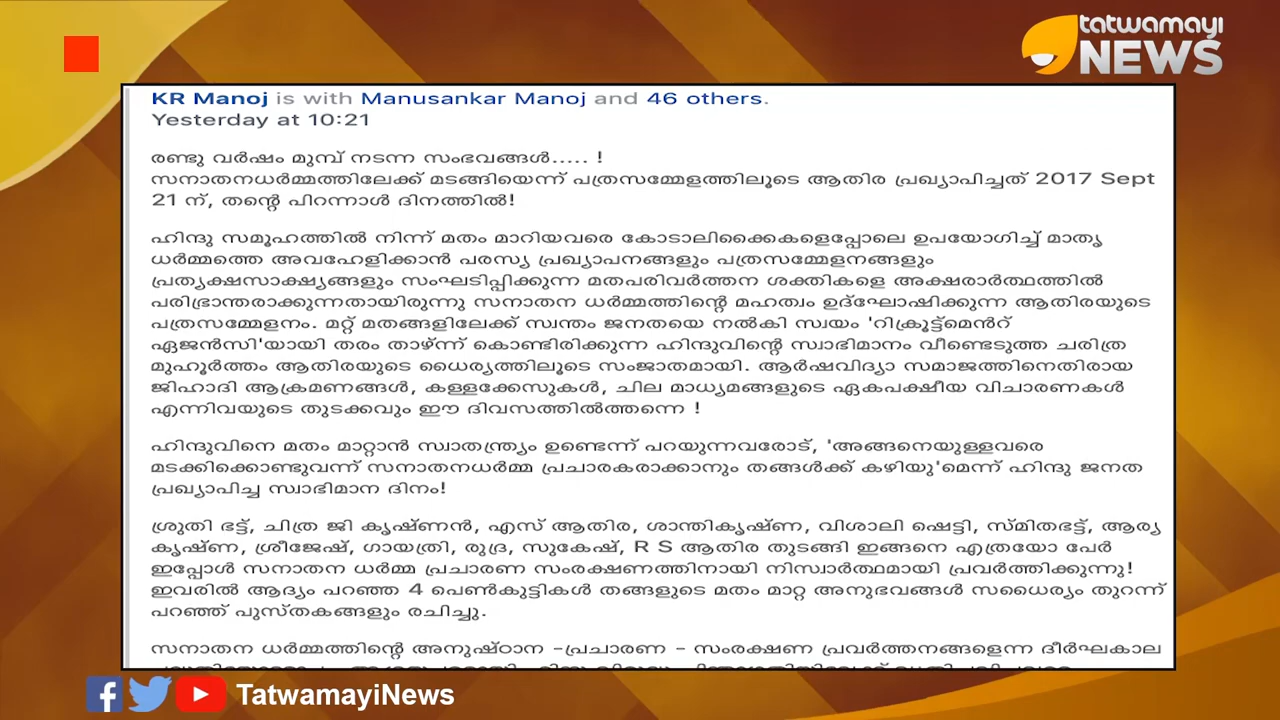 tatwamayi
NEWS
KR Manoj is with Manusankar Manoj and 46 others.
Yesterday at 10:21
രണ്ടു വർഷം മുമ്പ് നടന്ന സംഭവങ്ങൾ..... !
സനാതനധർമ്മത്തിലേക്ക് മടങ്ങിയെന്ന് പത്രസമ്മേളത്തിലൂടെ ആതിര പ്രഖ്യാപിച്ചത് 2017 Sept
21 ന്, തന്റെ പിറന്നാൾ ദിനത്തിൽ!
ഹിന്ദു സമൂഹത്തിൽ നിന്ന് മതം മാറിയവരെ കോടാലിക്കൈകളെപ്പോലെ ഉപയോഗിച്ച് മാതൃ
ധർമ്മത്തെ അവഹേളിക്കാൻ പരസ്യ പ്രഖ്യാപനങ്ങളും പത്രസമ്മേളനങ്ങളും
പ്രത്യക്ഷസാക്ഷ്യങ്ങളും സംഘടിപ്പിക്കുന്ന മതപരിവർത്തന ശക്തികളെ അക്ഷരാർത്ഥത്തിൽ
പരിഭ്രാന്തരാക്കുന്നതായിരുന്നു സനാതന ധർമ്മത്തിന്റെ മഹത്വം ഉദ്ഘോഷിക്കുന്ന ആതിരയുടെ
പത്രസമ്മേളനം. മറ്റ് മതങ്ങളിലേക്ക് സ്വന്തം ജനതയെ നൽകി സ്വയം 'റിക്രൂട്ട്മെൻറ്
ഏജൻസി'യായി തരം താഴ്ന്ന് കൊണ്ടിരിക്കുന്ന ഹിന്ദുവിന്റെ സ്വാഭിമാനം വീണ്ടെടുത്ത ചരിത്ര
മുഹൂർത്തം ആതിരയുടെ ധൈര്യത്തിലൂടെ സംജാതമായി. ആർഷവിദ്യാ സമാജത്തിനെതിരായ
ജിഹാദി ആക്രമണങ്ങൾ, കള്ളക്കേസുകൾ, ചില മാധ്യമങ്ങളുടെ ഏകപക്ഷീയ വിചാരണകൾ
എന്നിവയുടെ തുടക്കവും ഈ ദിവസത്തിൽത്തന്നെ !
ഹിന്ദുവിനെ മതം മാറ്റാൻ സ്വാതന്ത്ര്യം ഉണ്ടെന്ന് പറയുന്നവരോട്, 'അങ്ങനെയുള്ളവരെ
മടക്കിക്കൊണ്ടുവന്ന് സനാതനധർമ്മ പ്രചാരകരാക്കാനും തങ്ങൾക്ക് കഴിയു'മെന്ന് ഹിന്ദു ജനത
പ്രഖ്യാപിച്ച സ്വാഭിമാന ദിനം!
ശ്രുതി ഭട്ട്, ചിത്ര ജി കൃഷ്ണൻ, എസ് ആതിര, ശാന്തികൃഷ്ണ, വിശാലി ഷെട്ടി, സ്മിതഭട്ട്, ആര്യ
കൃഷ്ണ, ശ്രീജേഷ്, ഗായത്രി, രുദ്ര, സുകേഷ്, R S ആതിര തുടങ്ങി ഇങ്ങനെ എത്രയോ പേർ
ഇപ്പോൾ സനാതന ധർമ്മ പ്രചാരണ സംരക്ഷണത്തിനായി നിസ്വാർത്ഥമായി പ്രവർത്തിക്കുന്നു!
ഇവരിൽ ആദ്യം പറഞ്ഞ 4 പെൺകുട്ടികൾ തങ്ങളുടെ മതം മാറ്റ അനുഭവങ്ങൾ സധൈര്യം തുറന്ന്
പറഞ്ഞ് പുസ്തകങ്ങളും രചിച്ചു.
സനാതന ധർമ്മത്തിന്റെ അനുഷ്ഠാന -പ്രചാരണ - സംരക്ഷണ പ്രവർത്തനങ്ങളെന്ന ദീർഘകാല
TatwamayiNews